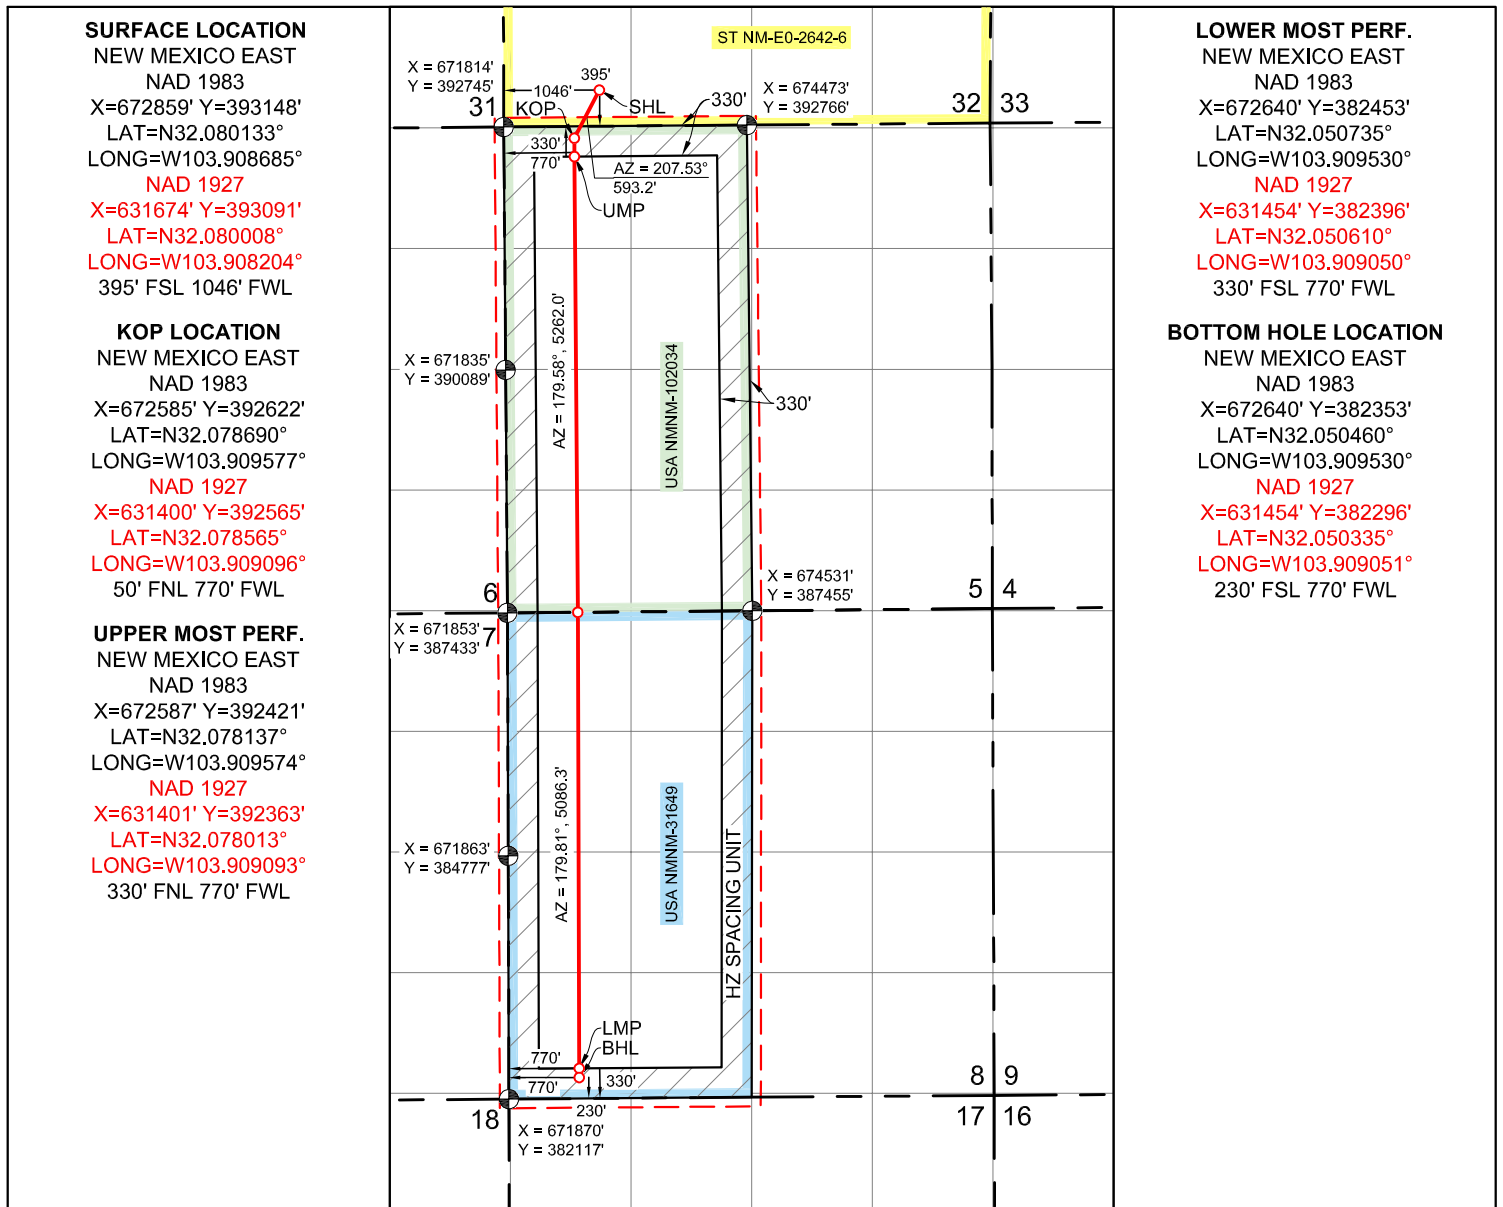 SURFACE LOCATION
NEW MEXICO EAST
NAD 1983
X=672859' Y=393148'
LAT=N32.080133°
LONG=W103.908685°
NAD 1927
X=631674' Y=393091'
LAT=N32.080008°
LONG=W103.908204°
395' FSL 1046' FWL
KOP LOCATION
NEW MEXICO EAST
NAD 1983
X=672585' Y=392622'
LAT=N32.078690°
LONG=W103.909577°
NAD 1927
X=631400' Y=392565'
LAT=N32.078565°
LONG=W103.909096°
50' FNL 770' FWL
UPPER MOST PERF.
NEW MEXICO EAST
NAD 1983
X=672587' Y=392421'
LAT=N32.078137°
LONG=W103.909574°
NAD 1927
X=631401' Y=392363'
LAT=N32.078013°
LONG=W103.909093°
330' FNL 770' FWL
ST NM-E0-2642-6
X = 671814'
Y = 392745'
395'
1046'
X = 674473'
Y = 392766'
31
KOP
SHL
330'
32
33
330'
770'
AZ = 207.53°
593.2'
UMP
AZ = 179.58°, 5262.0'
USA NMNM-102034
X = 671835'
Y = 390089'
330'
X = 674531'
Y = 387455'
6
5
4
X = 671853'
Y = 387433'
7
AZ = 179.81°, 5086.3'
USA NMNM-31649
HZ SPACING UNIT
X = 671863'
Y = 384777'
LMP
BHL
770'
770'
330'
230'
8
9
18
17
16
X = 671870'
Y = 382117'
LOWER MOST PERF.
NEW MEXICO EAST
NAD 1983
X=672640' Y=382453'
LAT=N32.050735°
LONG=W103.909530°
NAD 1927
X=631454' Y=382396'
LAT=N32.050610°
LONG=W103.909050°
330' FSL 770' FWL
BOTTOM HOLE LOCATION
NEW MEXICO EAST
NAD 1983
X=672640' Y=382353'
LAT=N32.050460°
LONG=W103.909530°
NAD 1927
X=631454' Y=382296'
LAT=N32.050335°
LONG=W103.909051°
230' FSL 770' FWL